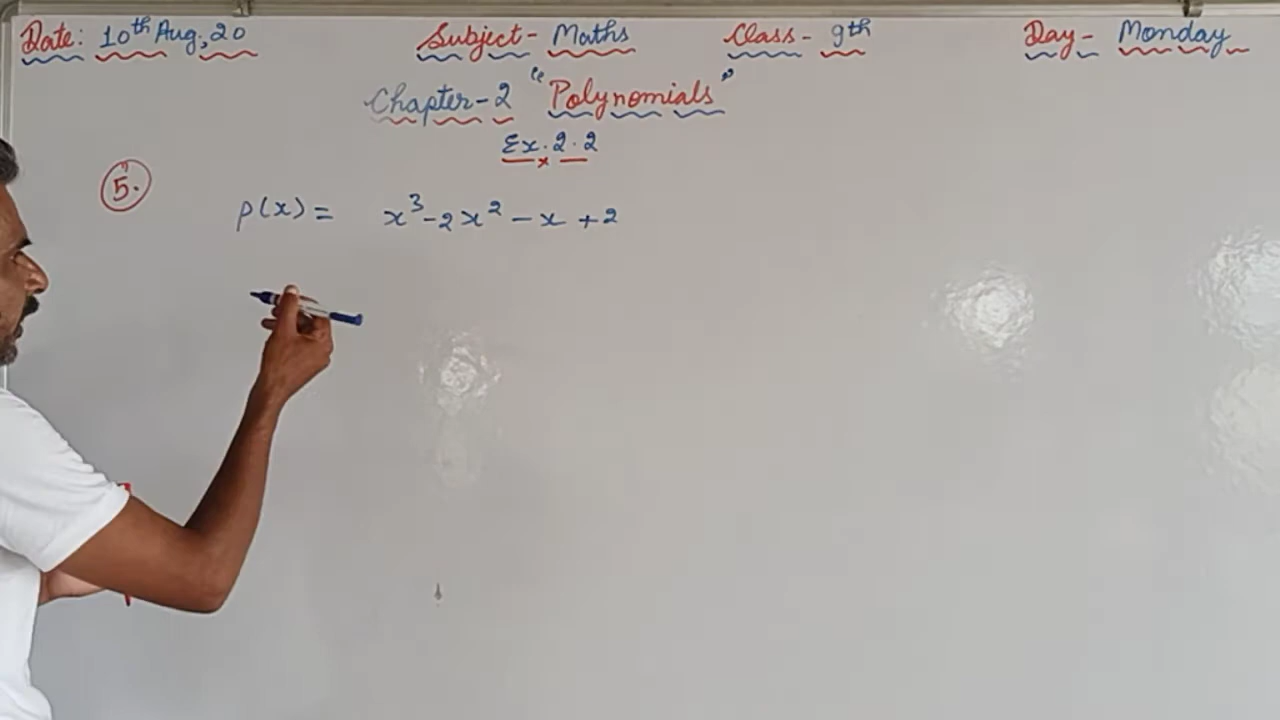 Date: 10th Aug, 20 Subject- Maths Class- 9th Day- Monday
Chapter-2 "Polynomials"
Ex. 2.2
5. p(x) = x³-2x²-x+2